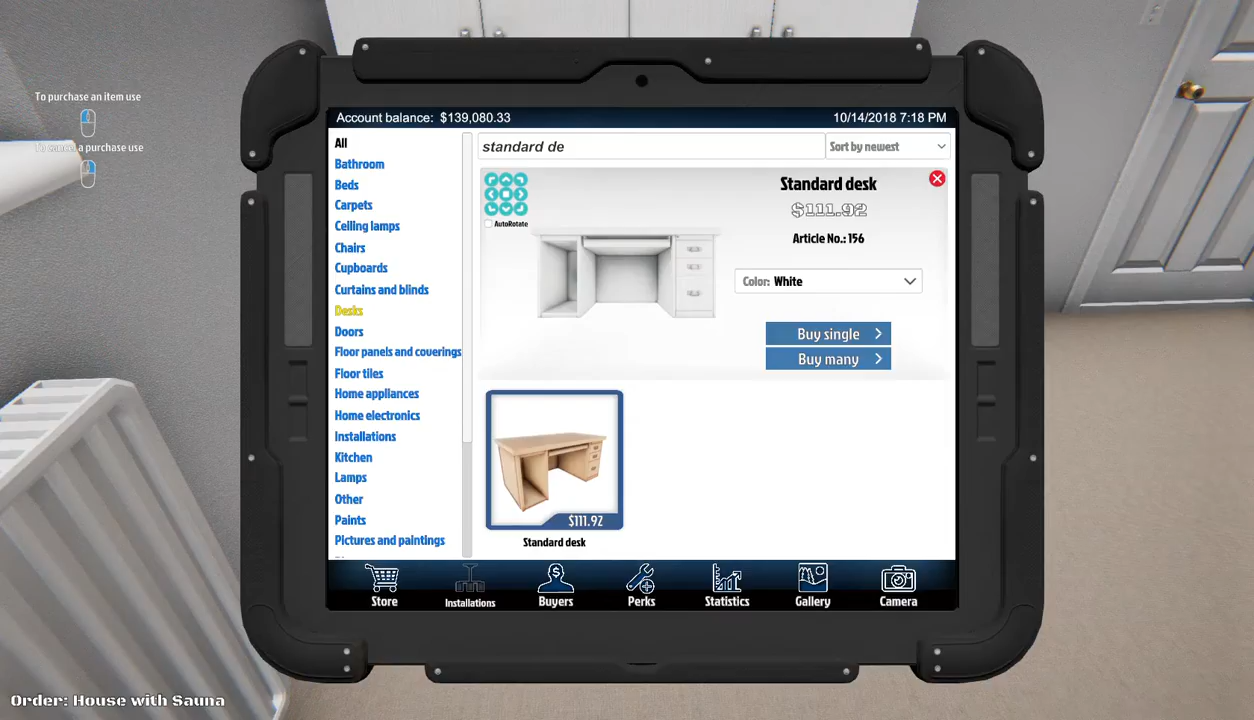 To purchase an item use
To cancel a purchase use
Account balance: $139,080.33
10/14/2018 7:18 PM
All
Bathroom
Beds
Carpets
Ceiling lamps
Chairs
Cupboards
Curtains and blinds
Desks
Doors
Floor panels and coverings
Floor tiles
Home appliances
Home electronics
Installations
Kitchen
Lamps
Other
Paints
Pictures and paintings
standard de
Sort by newest
AutoRotate
Standard desk
$111.92
Article No.: 156
Color: White
Buy single
Buy many
$111.92
Standard desk
Store
Installations
Buyers
Perks
Statistics
Gallery
Camera
Order: House with Sauna